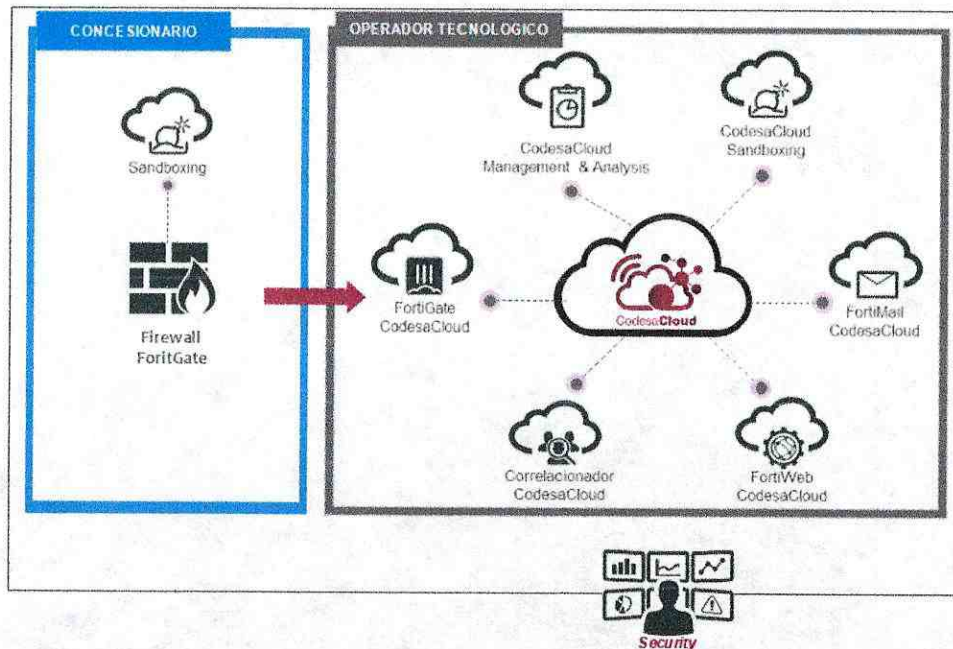 CONCESIONARIO
OPERADOR TECNOLOGICO
Sandboxing
Firewall
ForitGate
CodesaCloud
Management & Analysis
CodesaCloud
Sandboxing
FortiGate
CodesaCloud
CodesaCloud
FortiMail
CodesaCloud
Correlacionador
CodesaCloud
FortiWeb
CodesaCloud
Security